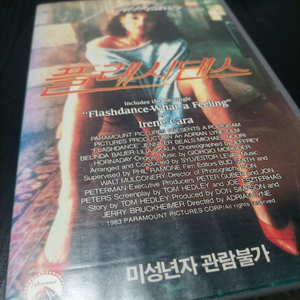 플래시댄스
Includes the hit single
"Flashdance-What a Feeling"
by
Irene Cara
PARAMOUNT PICTURES PRESENTS A POLYGRAM
PICTURES PRODUCTION An ADRIAN LYNE FILM
"FLASHDANCE" JENNIFER BEALS MICHAEL NOURI
BELINDA BAUER LILIA SKALA Choreographed by JEFFREY
HORNADAY Original Music by GIORGIO MORODER
Arranged and Conducted by SYLVESTER LEVAY Music
Supervised by PHIL RAMONE Film Editors BUD SMITH and
WALT MULCONERY Director of Photography DON
PETERMAN Executive Producers PETER GUBER and JON
PETERS Screenplay by TOM HEDLEY and JOE ESZTERHAS
Story by TOM HEDLEY Produced by DON SIMPSON and
JERRY BRUCKHEIMER Directed by ADRIAN LYNE
©1983 PARAMOUNT PICTURES CORP/All rights reserved
미성년자 관람불가